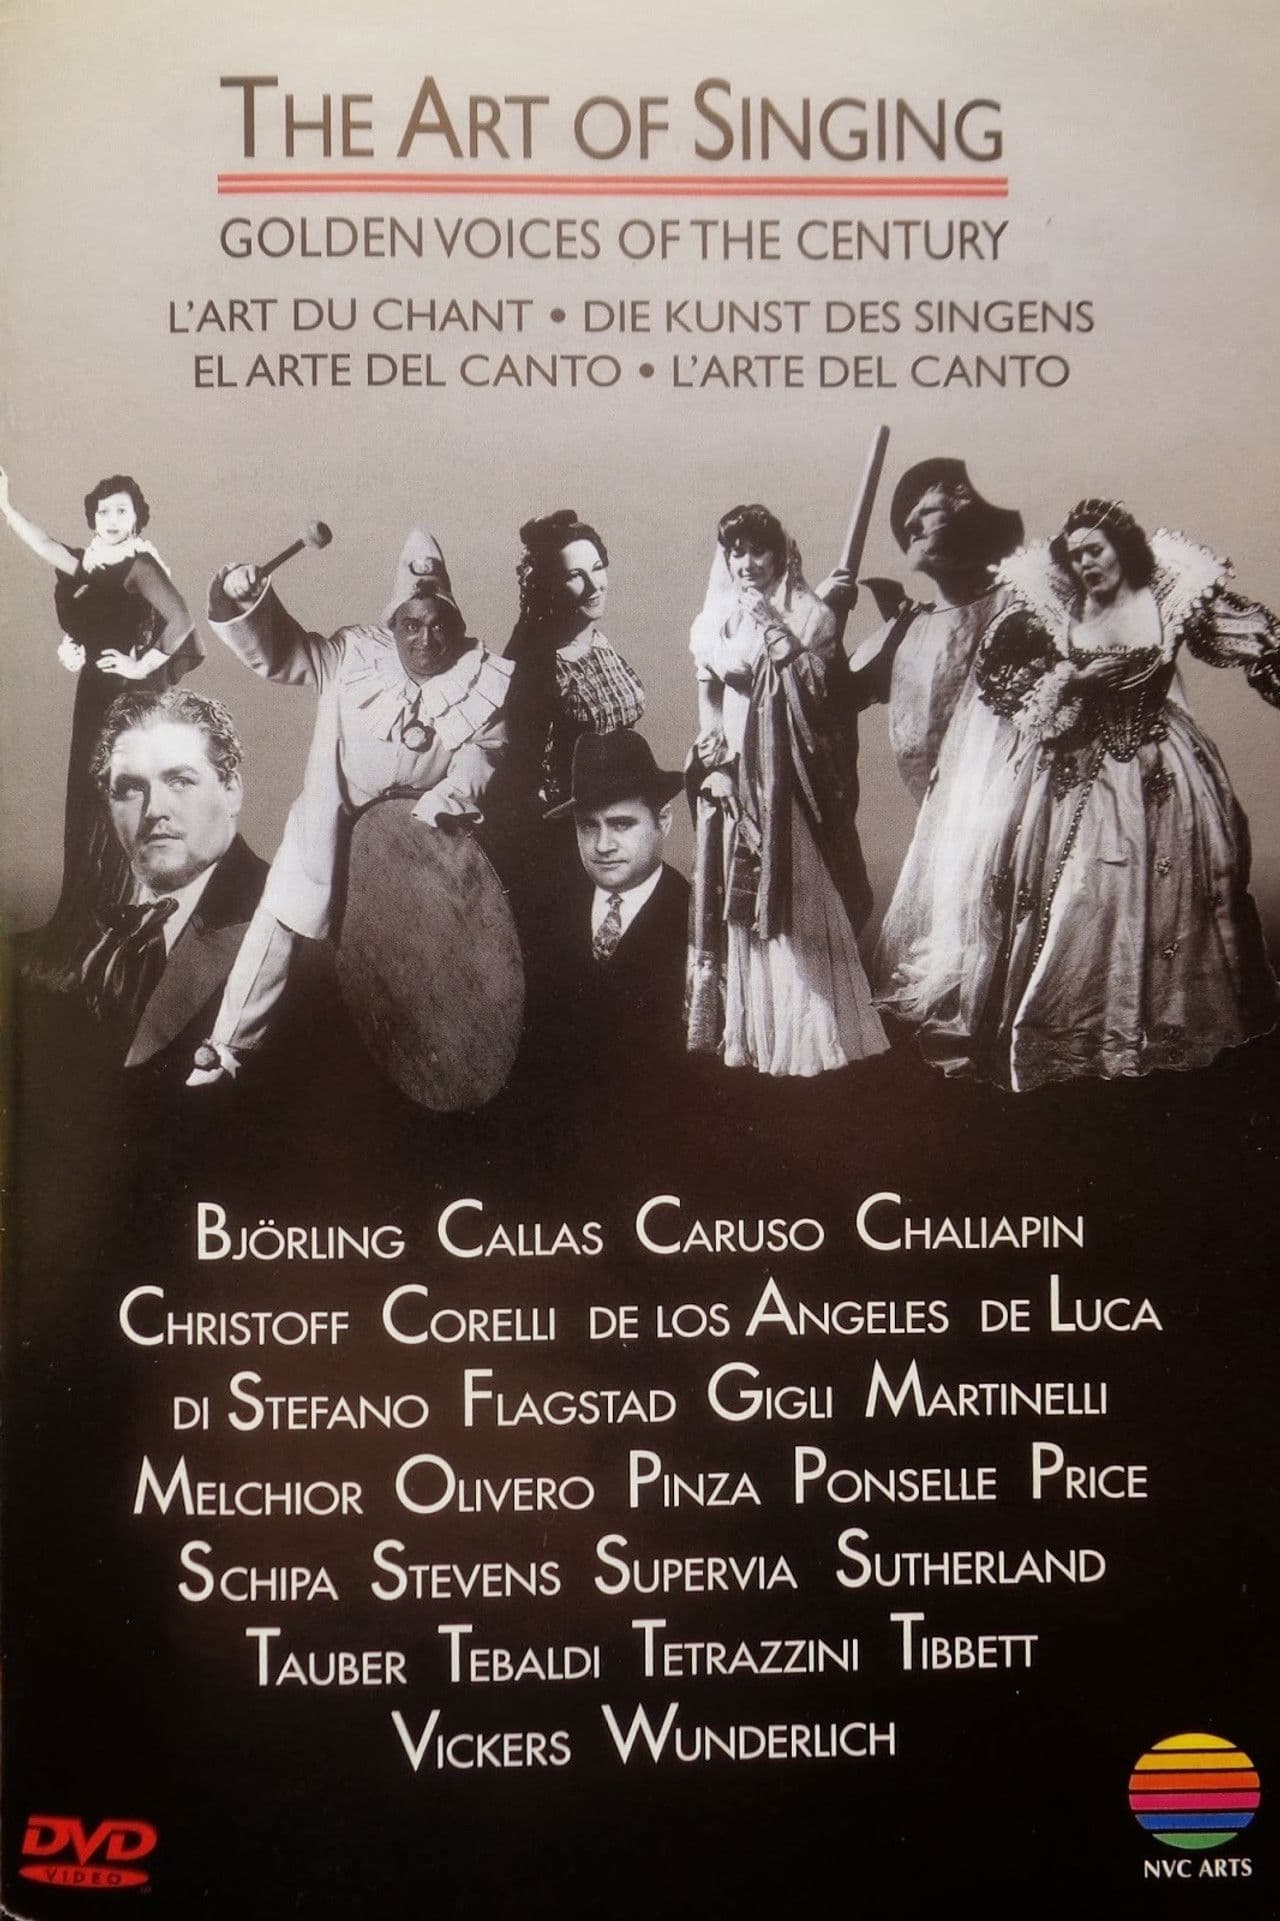 THE ART OF SINGING
GOLDEN VOICES OF THE CENTURY
L'ART DU CHANT • DIE KUNST DES SINGENS
EL ARTE DEL CANTO • L'ARTE DEL CANTO
BJÖRLING CALLAS CARUSO CHALIAPIN
CHRISTOFF CORELLI DE LOS ANGELES DE LUCA
DI STEFANO FLAGSTAD GIGLI MARTINELLI
MELCHIOR OLIVERO PINZA PONSELLE PRICE
SCHIPA STEVENS SUPERVIA SUTHERLAND
TAUBER TEBALDI TETRAZZINI TIBBETT
VICKERS WUNDERLICH
DVD
VIDEO
NVC ARTS